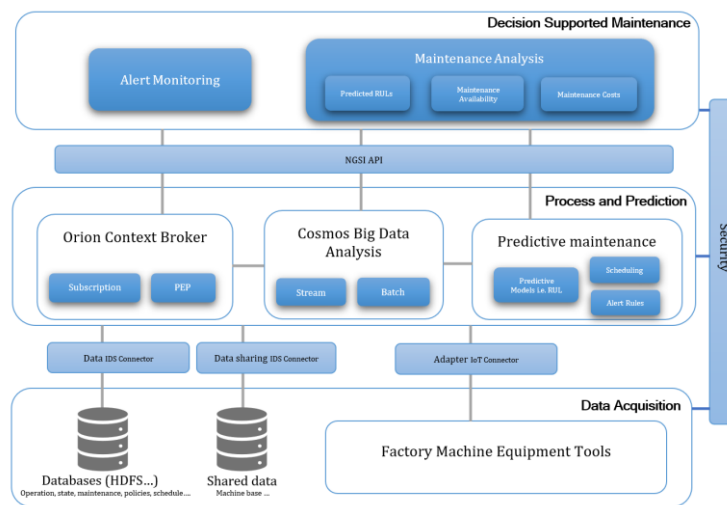 Decision Supported Maintenance
Alert Monitoring
Maintenance Analysis
Predicted RULs
Maintenance
Availability
Maintenance Costs
NGSI API
Process and Prediction
Orion Context Broker
Subscription
PEP
Cosmos Big Data
Analysis
Stream
Batch
Predictive maintenance
Predictive
Models i.e. RUL
Scheduling
Alert Rules
Security
Data IDS Connector
Data sharing IDS Connector
Adapter IoT Connector
Data Acquisition
Databases (HDFS...)
Operation, state, maintenance, policies, schedule....
Shared data
Machine base ...
Factory Machine Equipment Tools